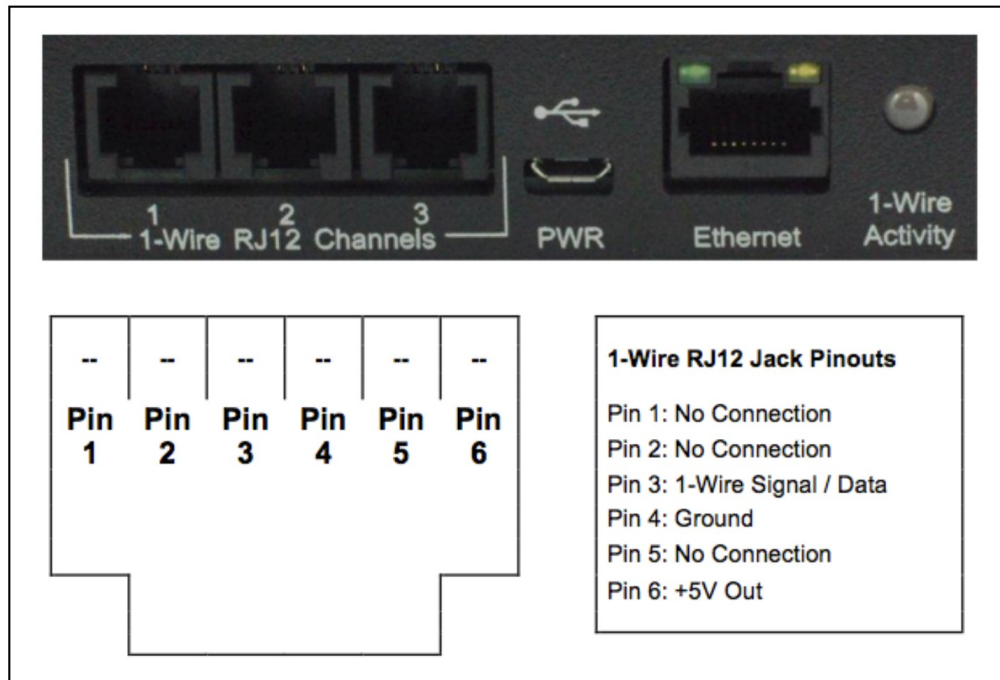 1 2 3
1-Wire RJ12 Channels
PWR
Ethernet
1-Wire
Activity
-- -- -- -- -- --
Pin Pin Pin Pin Pin Pin
1 2 3 4 5 6
1-Wire RJ12 Jack Pinouts
Pin 1: No Connection
Pin 2: No Connection
Pin 3: 1-Wire Signal / Data
Pin 4: Ground
Pin 5: No Connection
Pin 6: +5V Out